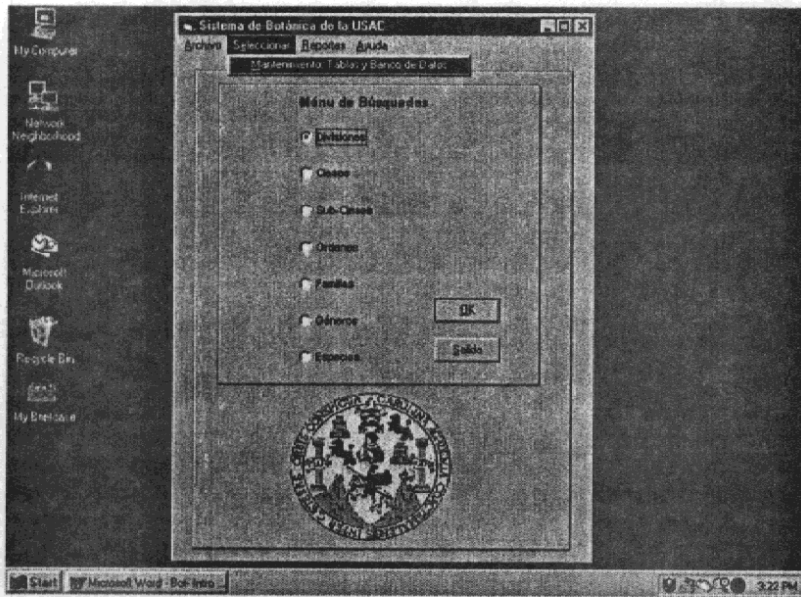 Sistema de Botánica de la USAC
Archivo Seleccionar Reportes Ayuda
Mantenimiento: Tablas y Banco de Datos
Menu de Búsquedas
Divisiones
Clases
Sub-Clases
Ordenes
Familias
Géneros
Especies
OK
Salida
My Computer
Network
Neighborhood
Internet
Explorer
Microsoft
Outlook
Recycle Bin
My Briefcase
Start
Microsoft Word - Bot- Intro
3:22 PM